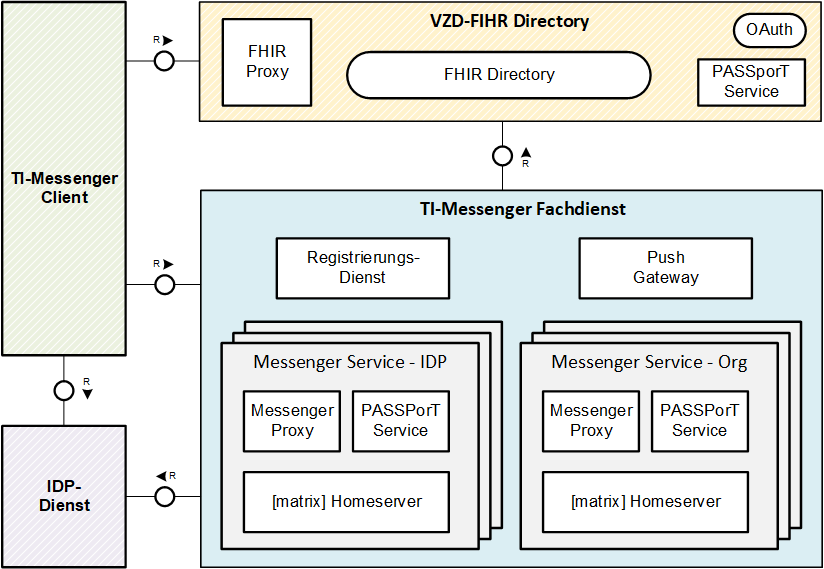 VZD-FIHR Directory
OAuth
FHIR
Proxy
FHIR Directory
PASSporT
Service
R
TI-Messenger
Client
R
TI-Messenger Fachdienst
Registrierungs-
Dienst
Push
Gateway
R
Messenger Service - IDP
Messenger
Proxy
PASSPorT
Service
[matrix] Homeserver
Messenger Service - Org
Messenger
Proxy
PASSPorT
Service
[matrix] Homeserver
R
IDP-
Dienst
R